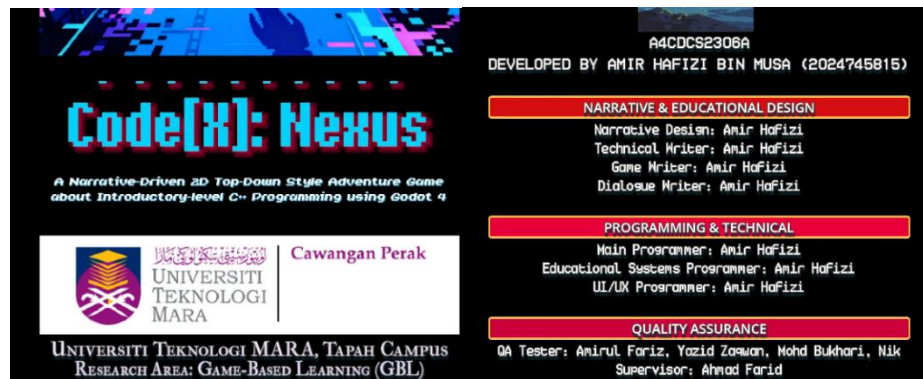 Code[X]: Nexus
A Narrative-Driven 2D Top-Down Style Adventure Game
about Introductory-level C++ Programming using Godot 4
اونيۏرسيتي تيكنولوݢي مارا
UNIVERSITI
TEKNOLOGI
MARA
Cawangan Perak
UNIVERSITI TEKNOLOGI MARA, TAPAH CAMPUS
RESEARCH AREA: GAME-BASED LEARNING (GBL)
A4CDCS2306A
DEVELOPED BY AMIR HAFIZI BIN MUSA (2024745815)
NARRATIVE & EDUCATIONAL DESIGN
Narrative Design: Amir Hafizi
Technical Writer: Amir Hafizi
Game Writer: Amir Hafizi
Dialogue Writer: Amir Hafizi
PROGRAMMING & TECHNICAL
Main Programmer: Amir Hafizi
Educational Systems Programmer: Amir Hafizi
UI/UX Programmer: Amir Hafizi
QUALITY ASSURANCE
QA Tester: Amirul Fariz, Yazid Zaqwan, Mohd Bukhari, Nik
Supervisor: Ahmad Farid